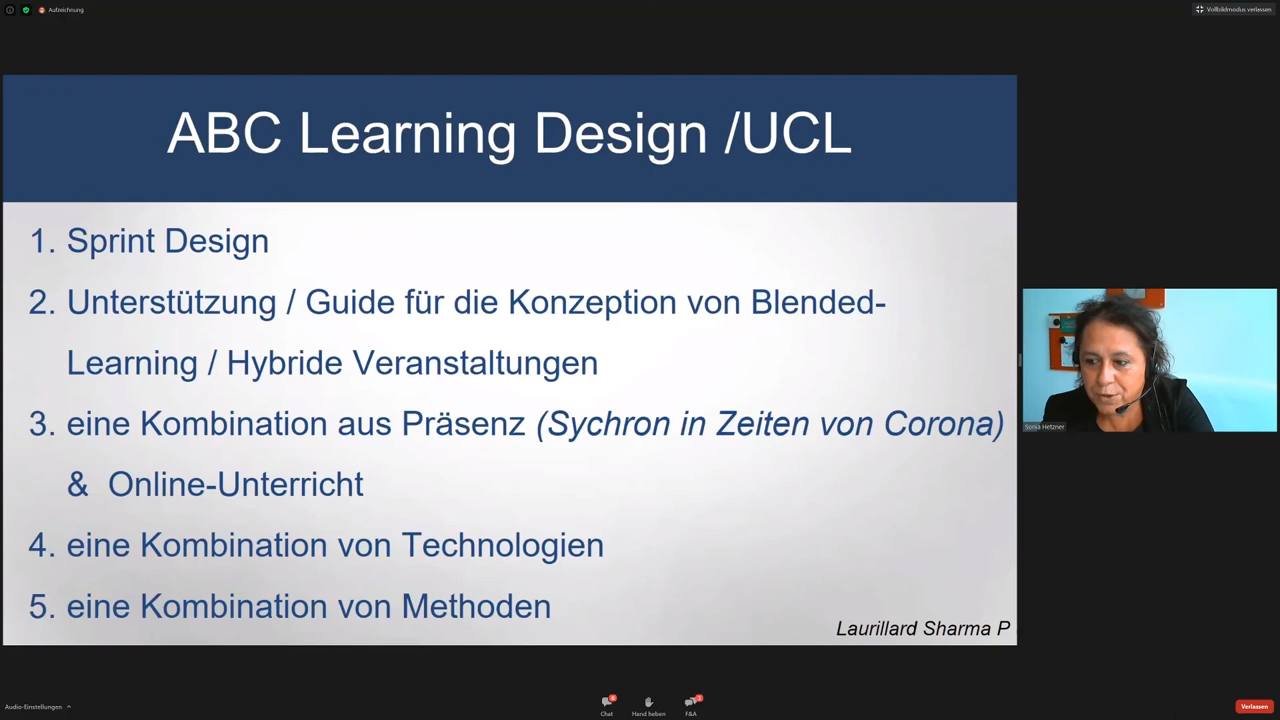 Aufzeichnung
Vollbildmodus verlassen
ABC Learning Design /UCL
1. Sprint Design
2. Unterstützung / Guide für die Konzeption von Blended-
Learning / Hybride Veranstaltungen
3. eine Kombination aus Präsenz (Sychron in Zeiten von Corona)
& Online-Unterricht
4. eine Kombination von Technologien
5. eine Kombination von Methoden
Laurillard Sharma P
Sonia Hetzner
Audio-Einstellungen
Chat
Hand heben
F&A
Verlassen